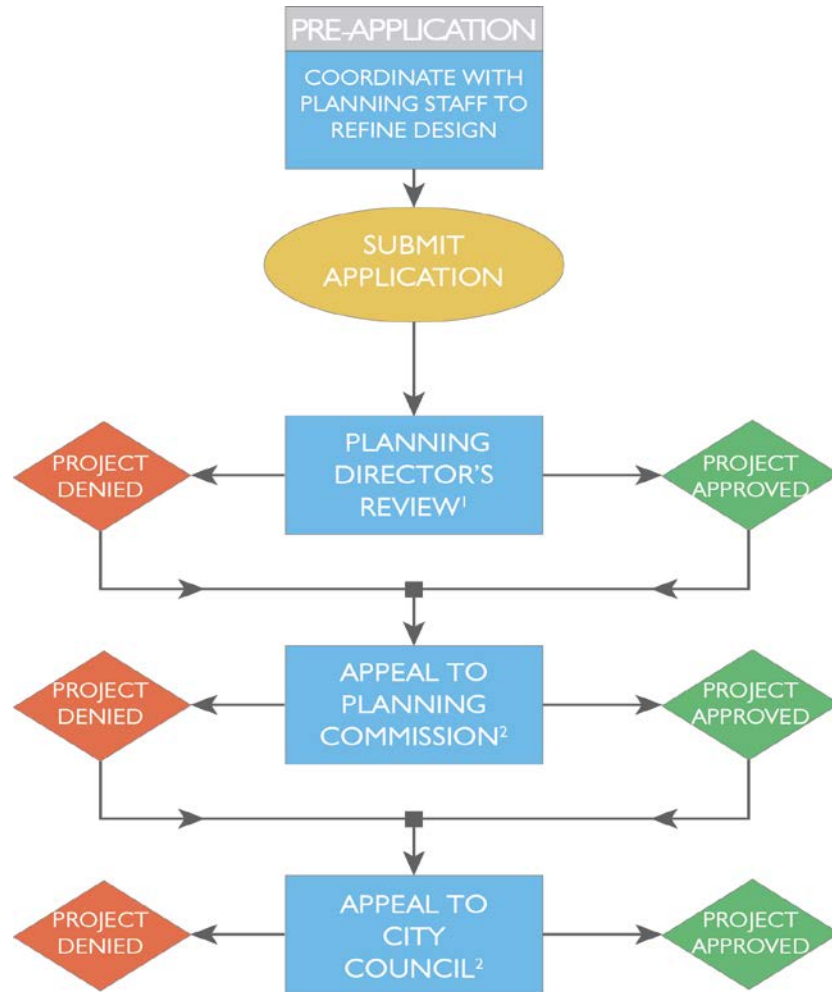 PRE-APPLICATION
COORDINATE WITH
PLANNING STAFF TO
REFINE DESIGN
SUBMIT
APPLICATION
PROJECT
DENIED
PLANNING
DIRECTOR'S
REVIEW¹
PROJECT
APPROVED
PROJECT
DENIED
APPEAL TO
PLANNING
COMMISSION²
PROJECT
APPROVED
PROJECT
DENIED
APPEAL TO
CITY
COUNCIL²
PROJECT
APPROVED